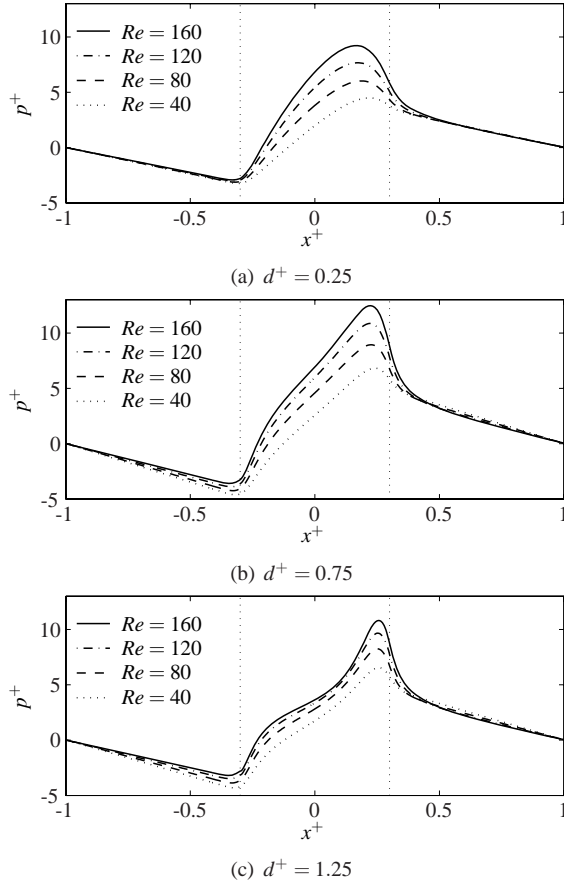 10
5
0
-5
p⁺
Re = 160
Re = 120
Re = 80
Re = 40
-1 -0.5 0 0.5 1
x⁺
(a) d⁺ = 0.25
10
5
0
-5
p⁺
Re = 160
Re = 120
Re = 80
Re = 40
-1 -0.5 0 0.5 1
x⁺
(b) d⁺ = 0.75
10
5
0
-5
p⁺
Re = 160
Re = 120
Re = 80
Re = 40
-1 -0.5 0 0.5 1
x⁺
(c) d⁺ = 1.25